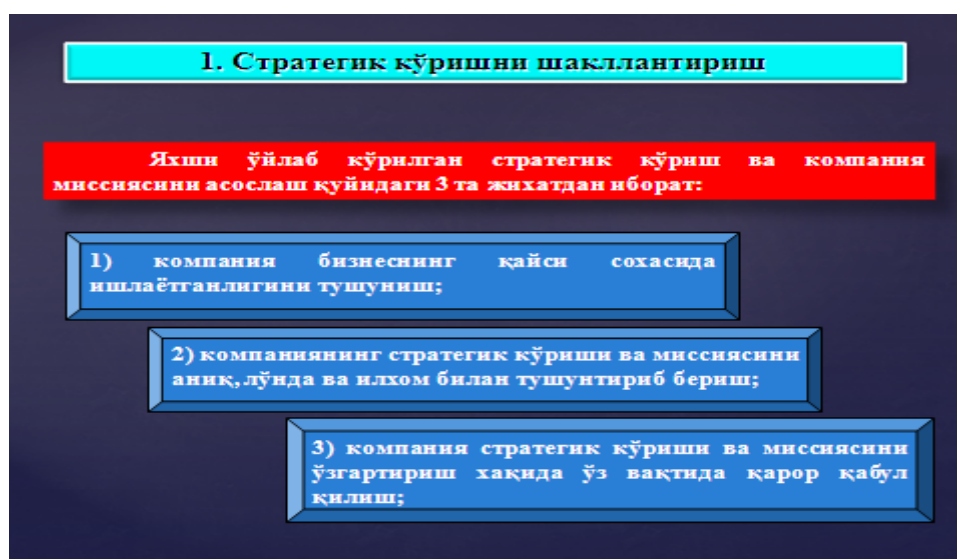 1. Стратегик кўришни шакллантириш
Яхши ўйлаб кўрилган стратегик кўриш ва компания
миссиясини асослаш қуйидаги 3 та жихатдан иборат:
1) компания бизнеснинг қайси сохасида
ишлаётганлигини тушуниш;
2) компаниянинг стратегик кўриши ва миссиясини
аниқ, лўнда ва илхом билан тушунтириб бериш;
3) компания стратегик кўриши ва миссиясини
ўзгартириш хақида ўз вақтида қарор қабул
қилиш;